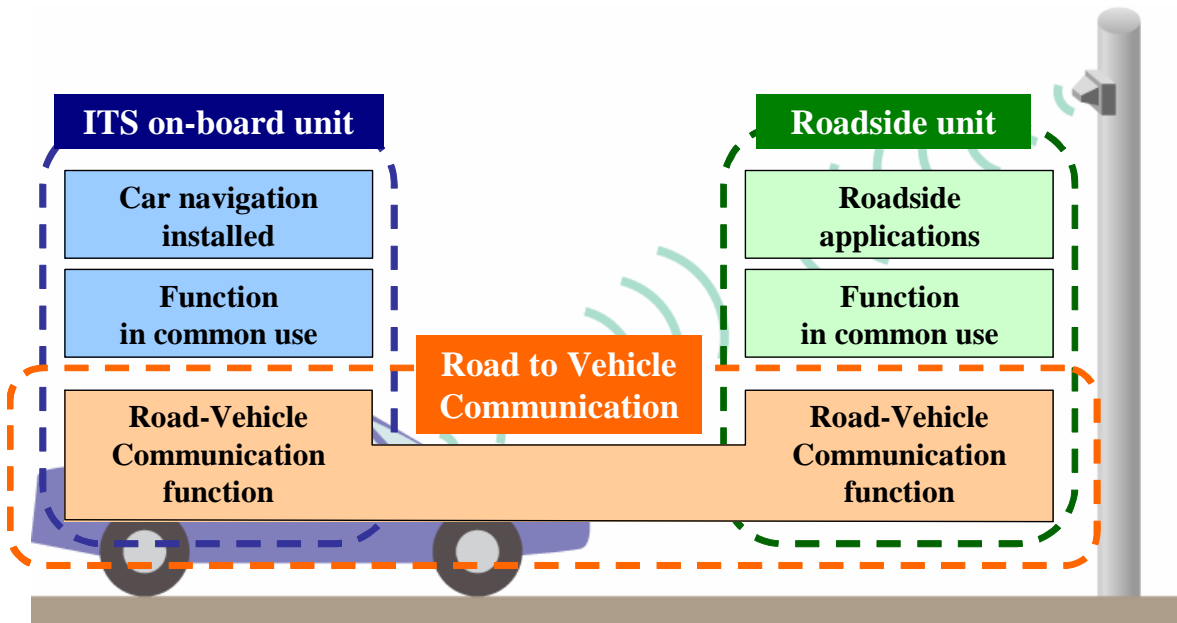 ITS on-board unit
Car navigation
installed
Function
in common use
Road-Vehicle
Communication
function
Road to Vehicle
Communication
Roadside unit
Roadside
applications
Function
in common use
Road-Vehicle
Communication
function